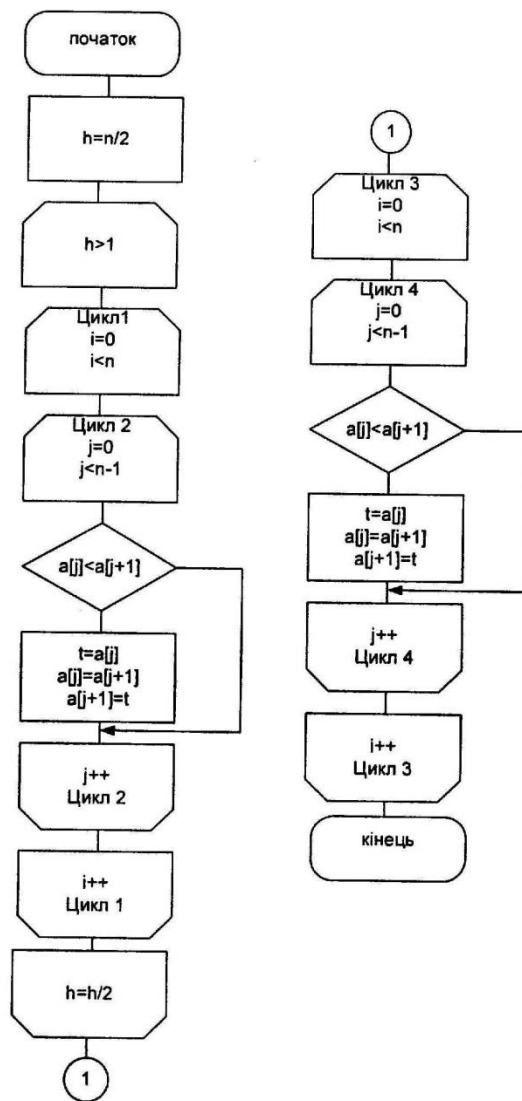 початок
h=n/2
h>1
Цикл1
i=0
i<n
Цикл 2
j=0
j<n-1
a[j]<a[j+1]
t=a[j]
a[j]=a[j+1]
a[j+1]=t
j++
Цикл 2
i++
Цикл 1
h=h/2
1
1
Цикл 3
i=0
i<n
Цикл 4
j=0
j<n-1
a[j]<a[j+1]
t=a[j]
a[j]=a[j+1]
a[j+1]=t
j++
Цикл 4
i++
Цикл 3
кінець